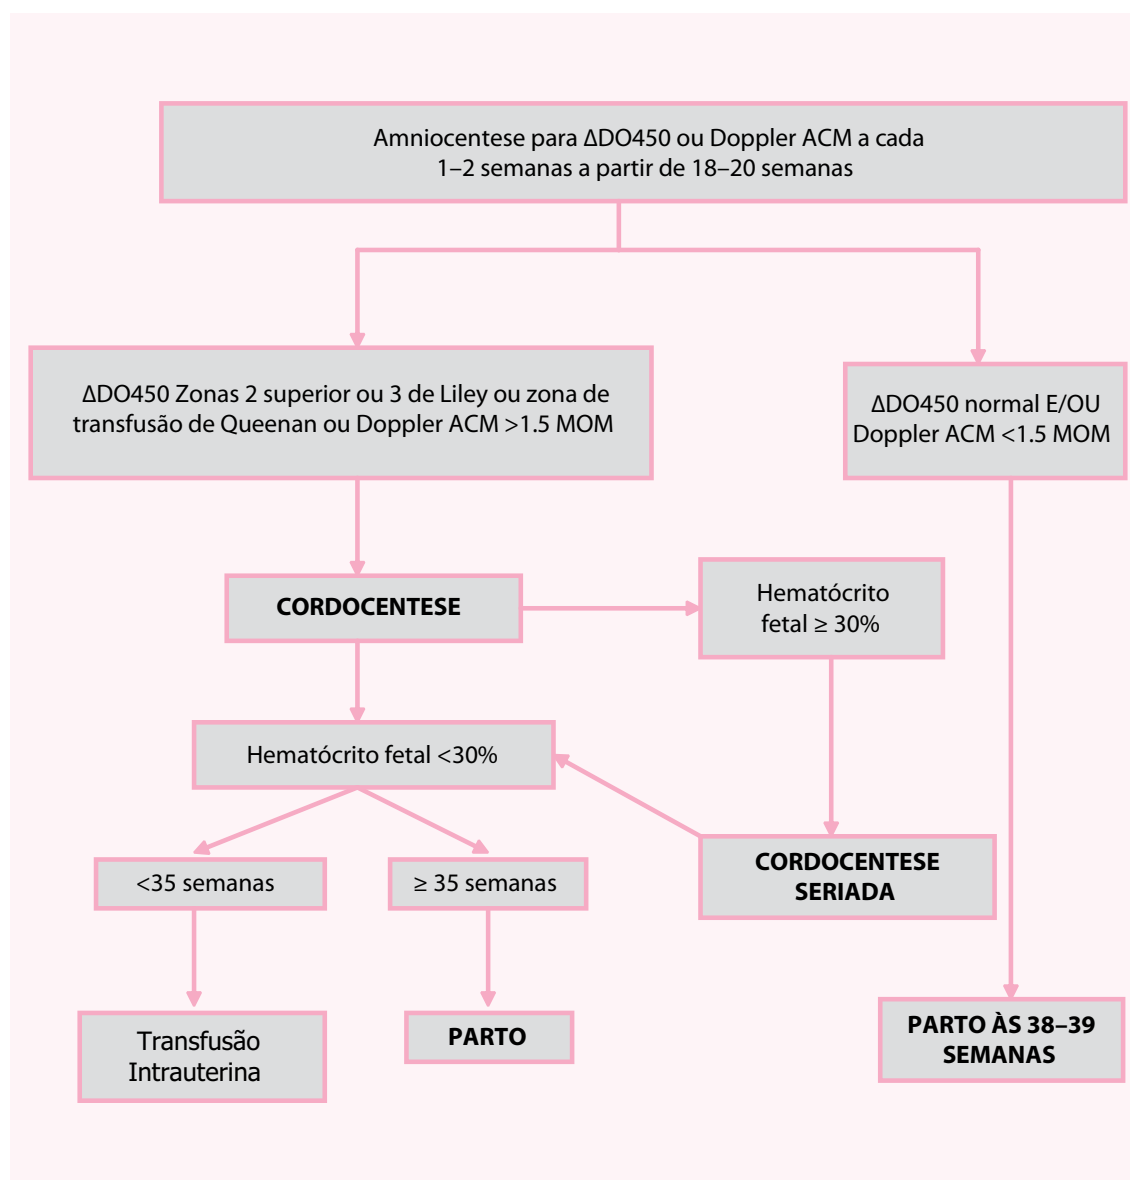 Amniocentese para ΔDO450 ou Doppler ACM a cada
1–2 semanas a partir de 18–20 semanas
ΔDO450 Zonas 2 superior ou 3 de Liley ou zona de
transfusão de Queenan ou Doppler ACM >1.5 MOM
ΔDO450 normal E/OU
Doppler ACM <1.5 MOM
CORDOCENTESE
Hematócrito
fetal ≥ 30%
Hematócrito fetal <30%
CORDOCENTESE
SERIADA
<35 semanas
≥ 35 semanas
Transfusão
Intrauterina
PARTO
PARTO ÀS 38–39
SEMANAS